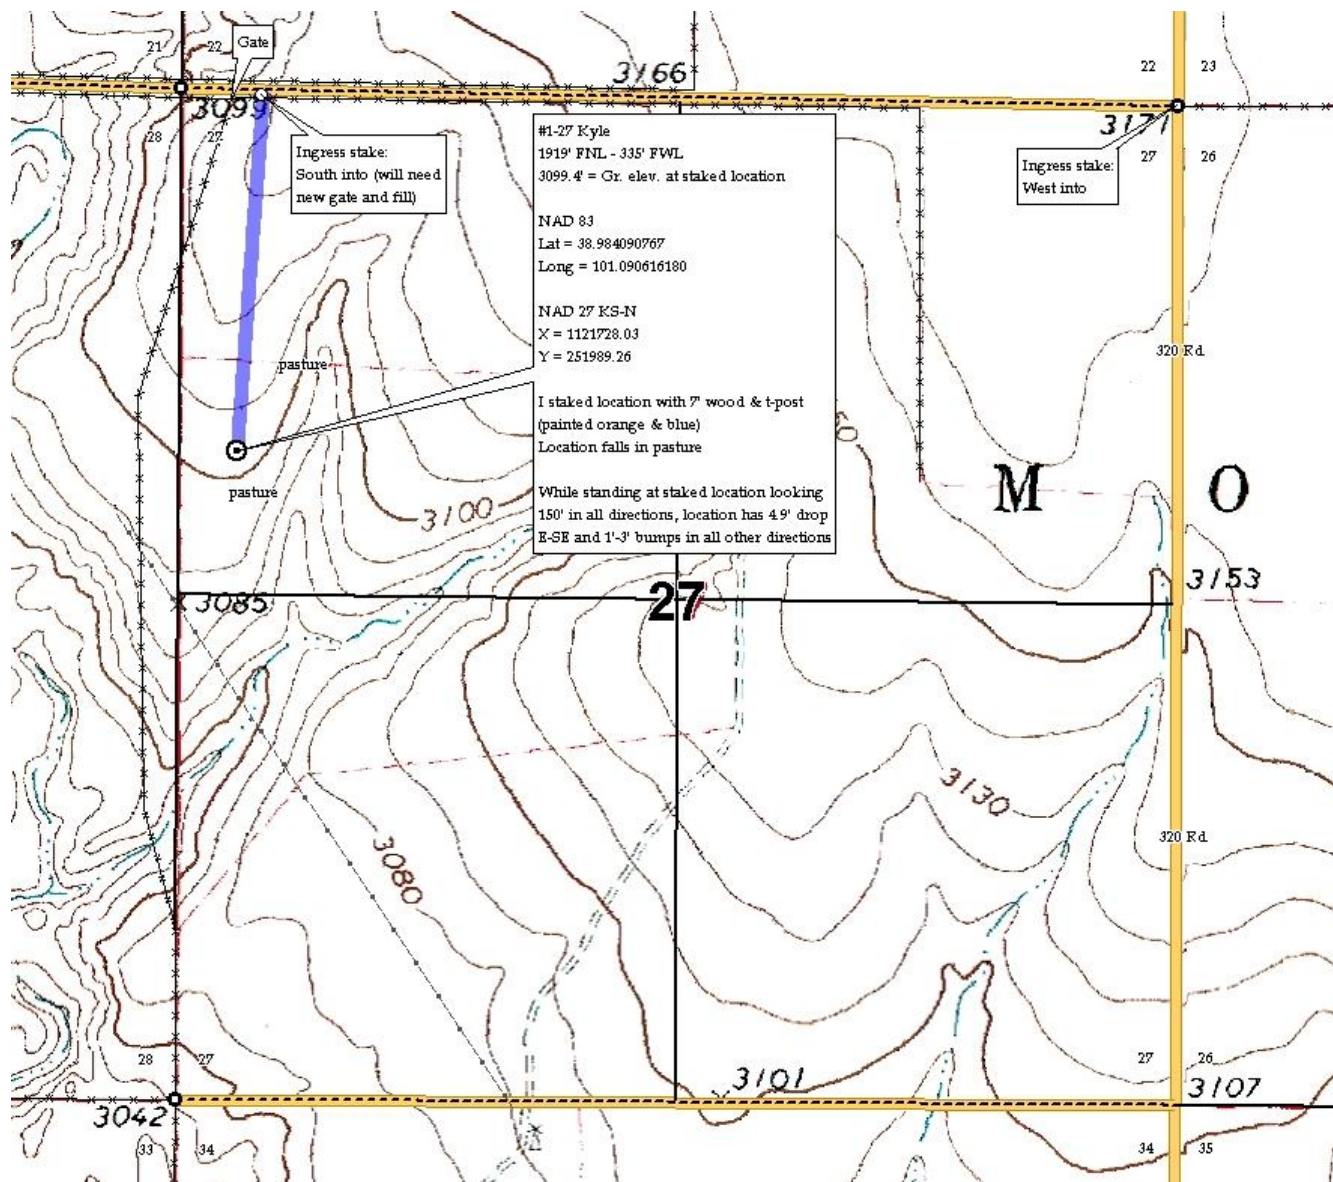 21
22
Gate
3166
22
23
3099
28
27
3171
27
26
Ingress stake:
South into (will need
new gate and fill)
#1-27 Kyle
1919' FNL - 335' FWL
3099.4' = Gr. elev. at staked location
NAD 83
Lat = 38.984090767
Long = 101.090616180
NAD 27 KS-N
X = 1121728.03
Y = 251989.26
I staked location with 7' wood & t-post
(painted orange & blue)
Location falls in pasture
While standing at staked location looking
150' in all directions, location has 4.9' drop
E-SE and 1'-3' bumps in all other directions
Ingress stake:
West into
320 Rd
pasture
pasture
3100
M O
3085
27
3153
3130
3080
320 Rd
28
27
27
26
3042
3101
3107
33
34
34
35